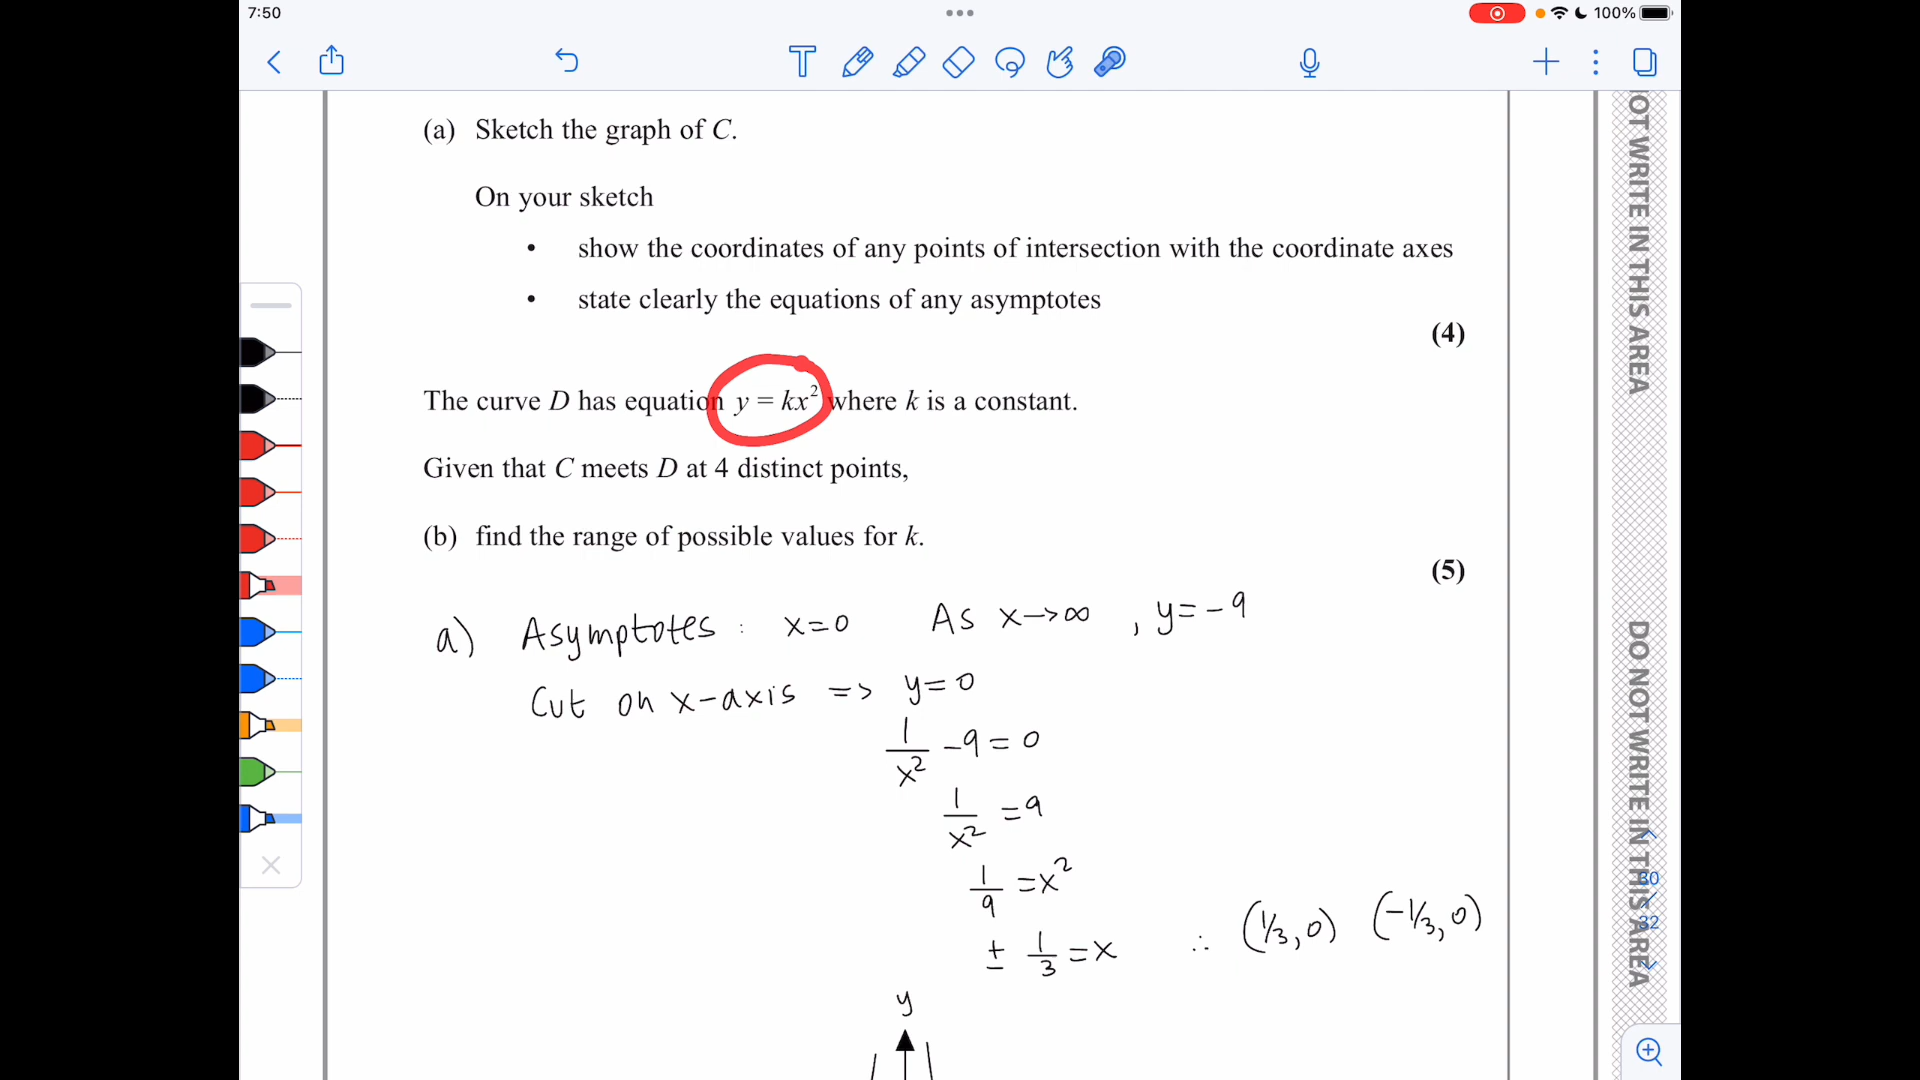 7:50
100%
(a) Sketch the graph of C.
On your sketch
• show the coordinates of any points of intersection with the coordinate axes
• state clearly the equations of any asymptotes
(4)
The curve D has equation y = kx² where k is a constant.
Given that C meets D at 4 distinct points,
(b) find the range of possible values for k.
(5)
a) Asymptotes : x=0 As x→∞ , y=-9
Cut on x-axis => y=0
1/x² -9=0
1/x² =9
1/9 =x²
± 1/3 =x ∴ (1/3,0) (-1/3,0)
y
OT WRITE IN THIS AREA
DO NOT WRITE IN THIS AREA
30
32